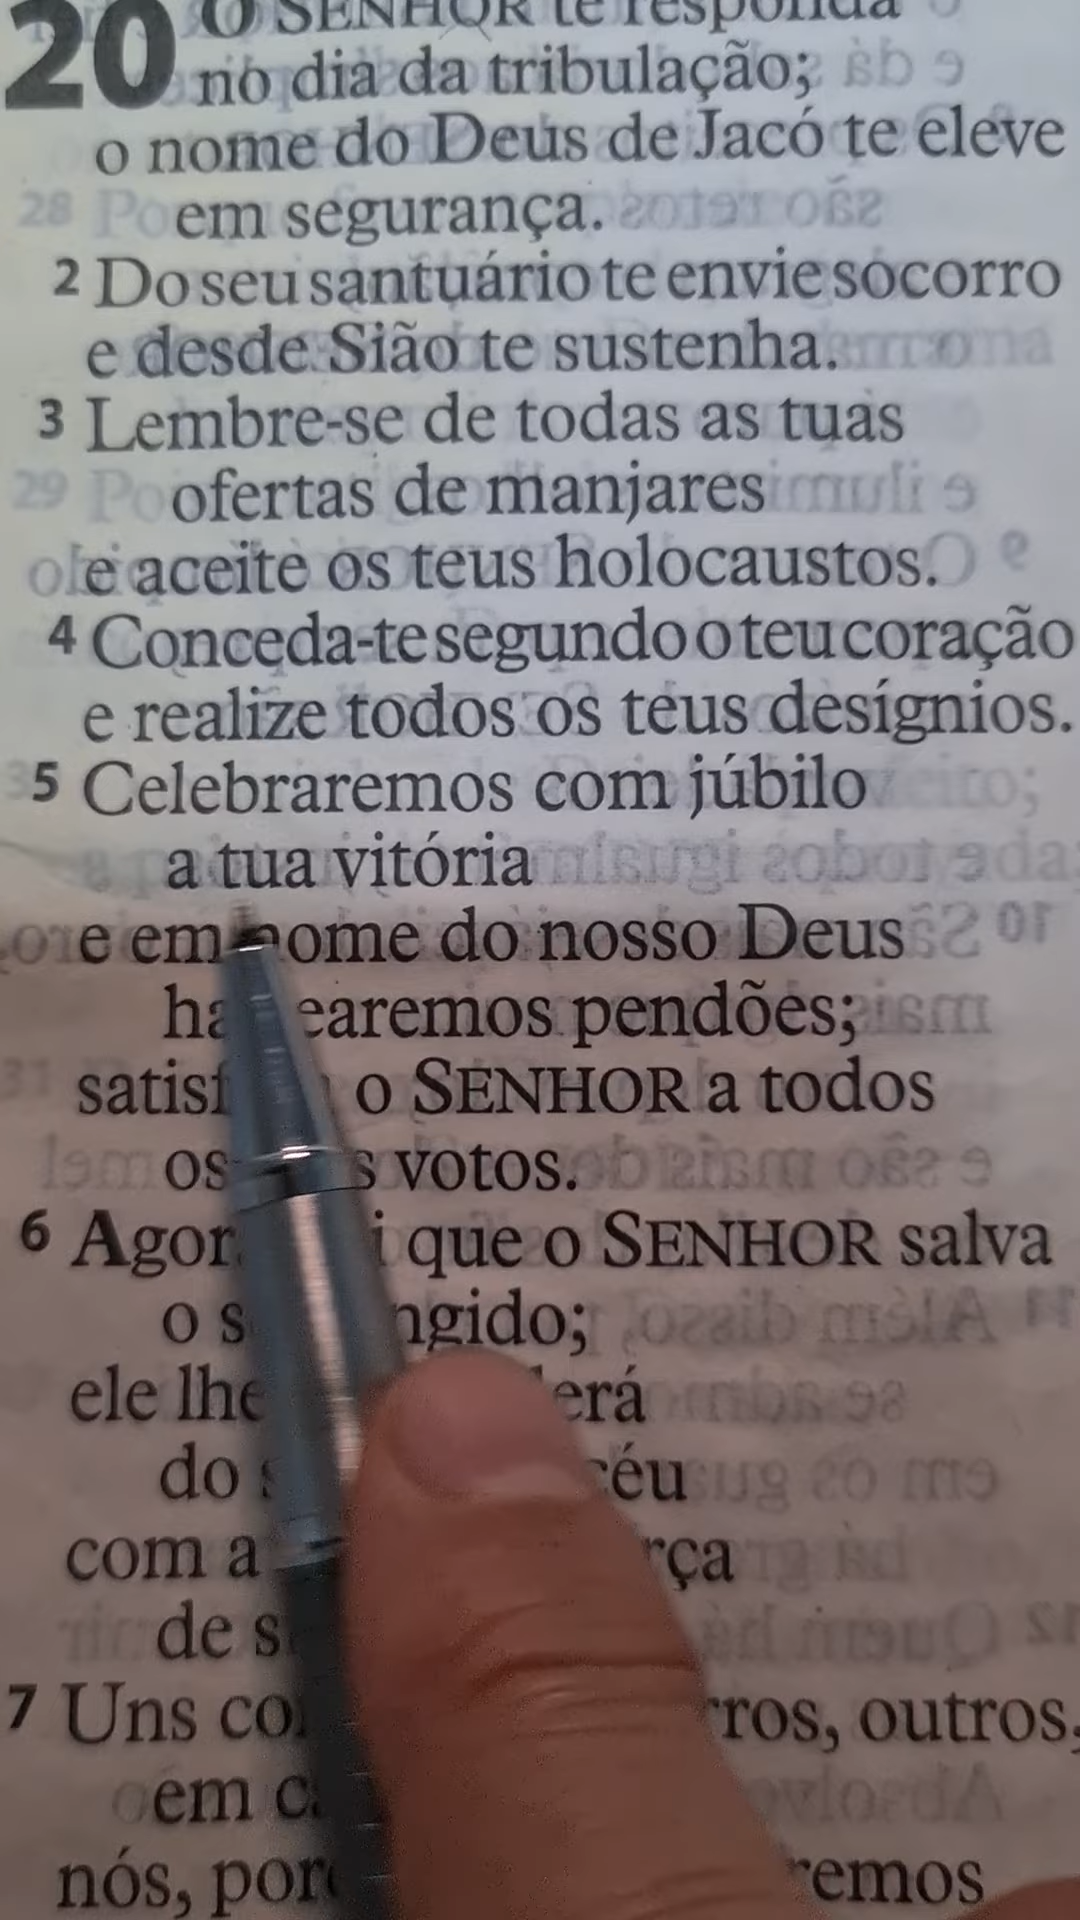 20 O SENHOR te responda
no dia da tribulação;
o nome do Deus de Jacó te eleve
em segurança.
2 Do seu santuário te envie socorro
e desde Sião te sustenha.
3 Lembre-se de todas as tuas
ofertas de manjares
e aceite os teus holocaustos.
4 Conceda-te segundo o teu coração
e realize todos os teus desígnios.
5 Celebraremos com júbilo
a tua vitória
e em nome do nosso Deus
pendões;
o SENHOR a todos
os votos.
6 que o SENHOR salva
o
ele lhe
do céu
com a
de
7 Uns outros,
em
nós,